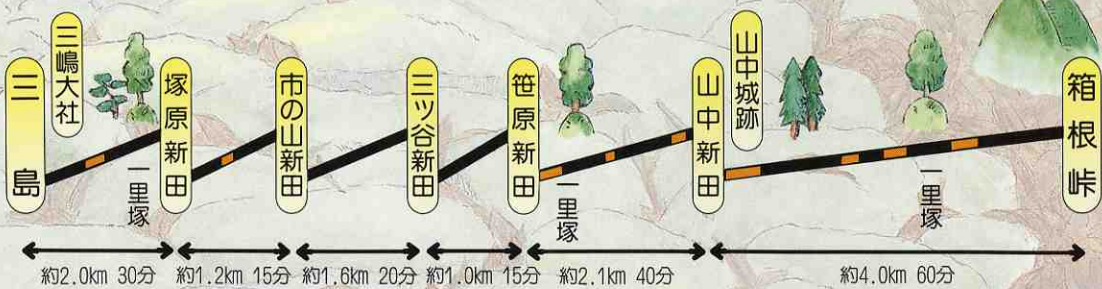 三島
三嶋大社
一里塚
塚原新田
市の山新田
三ツ谷新田
笹原新田
一里塚
山中新田
山中城跡
一里塚
箱根峠
約2.0km 30分
約1.2km 15分
約1.6km 20分
約1.0km 15分
約2.1km 40分
約4.0km 60分